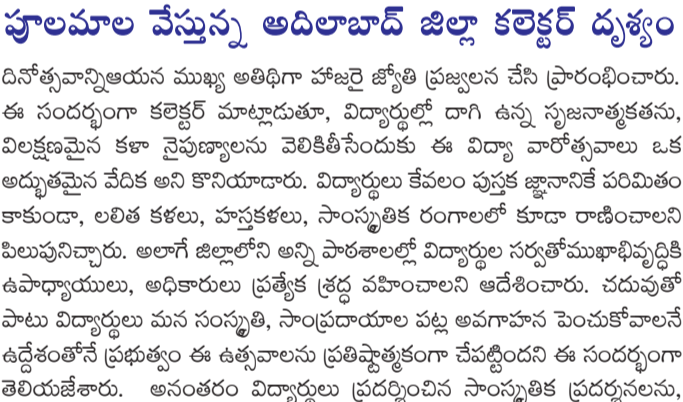 పూలమాల వేస్తున్న అదిలాబాద్ జిల్లా కలెక్టర్ దృశ్యం
దినోత్సవాన్నిఆయన ముఖ్య అతిథిగా హాజరై జ్యోతి ప్రజ్వలన చేసి ప్రారంభించారు.
ఈ సందర్భంగా కలెక్టర్ మాట్లాడుతూ, విద్యార్థుల్లో దాగి ఉన్న సృజనాత్మకతను,
విలక్షణమైన కళా నైపుణ్యాలను వెలికితీసేందుకు ఈ విద్యా వారోత్సవాలు ఒక
అద్భుతమైన వేదిక అని కొనియాడారు. విద్యార్థులు కేవలం పుస్తక జ్ఞానానికే పరిమితం
కాకుండా, లలిత కళలు, హస్తకళలు, సాంస్కృతిక రంగాలలో కూడా రాణించాలని
పిలుపునిచ్చారు. అలాగే జిల్లాలోని అన్ని పాఠశాలల్లో విద్యార్థుల సర్వతోముఖాభివృద్ధికి
ఉపాధ్యాయులు, అధికారులు ప్రత్యేక శ్రద్ధ వహించాలని ఆదేశించారు. చదువుతో
పాటు విద్యార్థులు మన సంస్కృతి, సాంప్రదాయాల పట్ల అవగాహన పెంచుకోవాలనే
ఉద్దేశంతోనే ప్రభుత్వం ఈ ఉత్సవాలను ప్రతిష్టాత్మకంగా చేపట్టిందని ఈ సందర్భంగా
తెలియజేశారు. అనంతరం విద్యార్థులు ప్రదర్శించిన సాంస్కృతిక ప్రదర్శనలను,